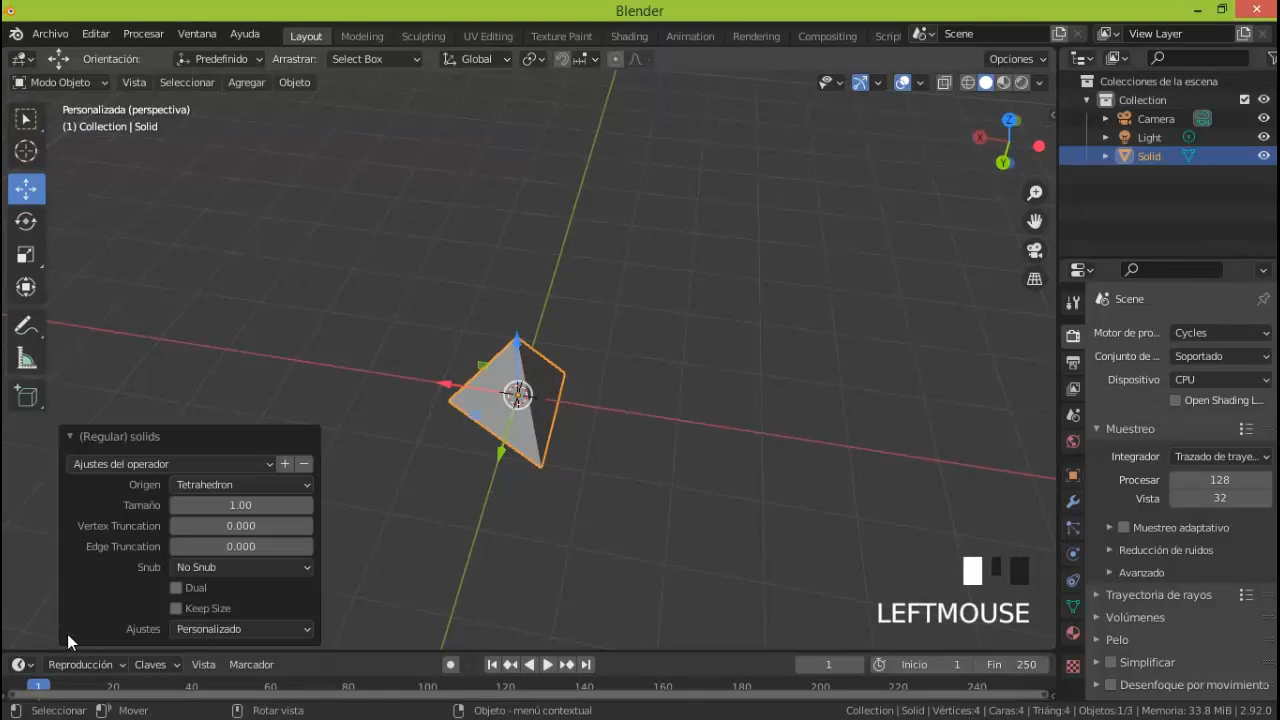 Blender
Archivo Editar Procesar Ventana Ayuda Layout Modeling Sculpting UV Editing Texture Paint Shading Animation Rendering Compositing Script Scene View Layer
Orientación: Predefinido Arrastrar: Select Box Global Opciones
Modo Objeto Vista Seleccionar Agregar Objeto
Personalizada (perspectiva)
(1) Collection | Solid
Z
X
Y
Colecciones de la escena
Collection
Camera
Light
Solid
Scene
Motor de pro... Cycles
Conjunto de ... Soportado
Dispositivo CPU
Open Shading L...
Muestreo
Integrador Trazado de traye...
Procesar 128
Vista 32
Muestreo adaptativo
Reducción de ruidos
Avanzado
Trayectoria de rayos
Volúmenes
Pelo
Simplificar
Desenfoque por movimiento
(Regular) solids
Ajustes del operador + −
Origen Tetrahedron
Tamaño 1.00
Vertex Truncation 0.000
Edge Truncation 0.000
Snub No Snub
Dual
Keep Size
Ajustes Personalizado
LEFTMOUSE
Reproducción Claves Vista Marcador 1 Inicio 1 Fin 250
1 20 40 60 80 100 120 140 160 180 200 220 240
Seleccionar Mover Rotar vista Objeto - menú contextual Collection | Solid | Vértices:4 | Caras:4 | Triáng:4 | Objetos:1/3 | Memoria: 33.8 MiB | 2.92.0